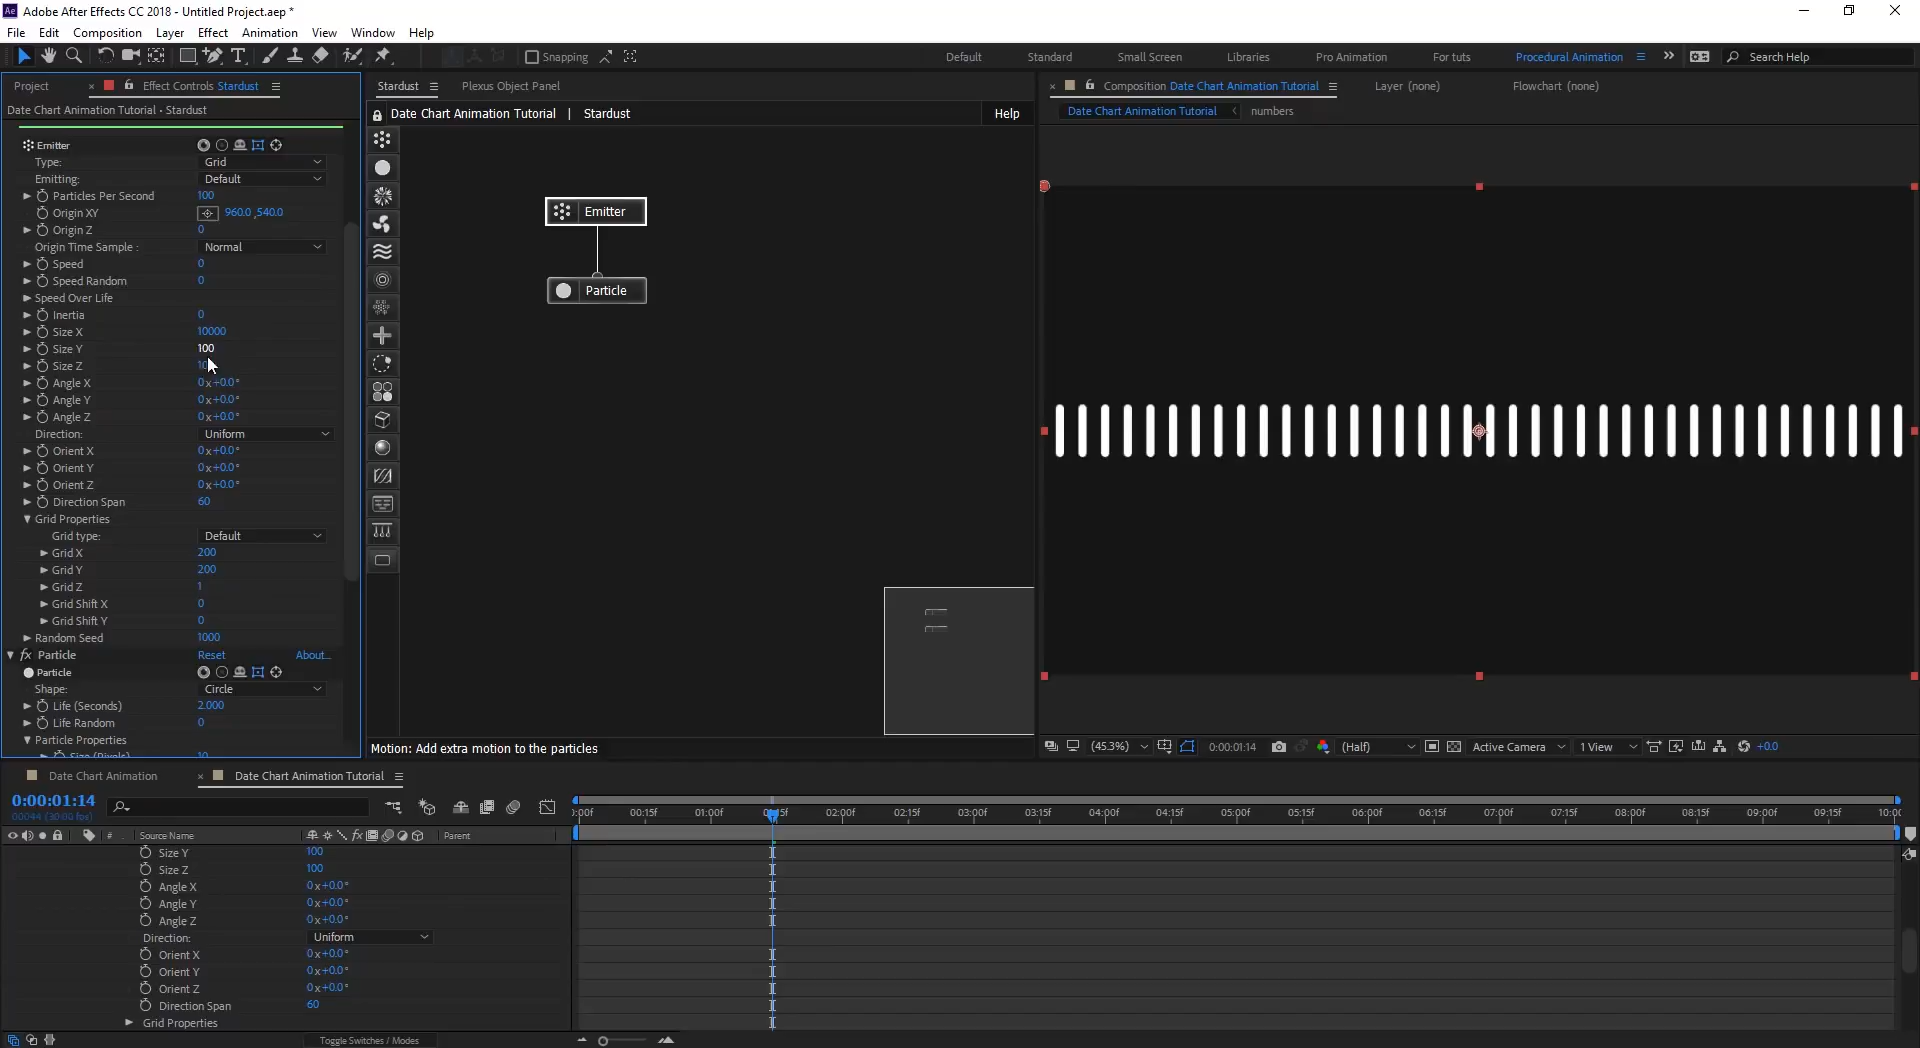 Adobe After Effects CC 2018 - Untitled Project.aep *
File Edit Composition Layer Effect Animation View Window Help
Snapping Default Standard Small Screen Libraries Pro Animation For tuts Procedural Animation Search Help
Project Effect Controls Stardust
Date Chart Animation Tutorial • Stardust
Emitter
Type: Grid
Emitting: Default
Particles Per Second 100
Origin XY 960.0 ,540.0
Origin Z 0
Origin Time Sample : Normal
Speed 0
Speed Random 0
Speed Over Life
Inertia 0
Size X 10000
Size Y 100
Size Z
Angle X 0x+0.0°
Angle Y 0x+0.0°
Angle Z 0x+0.0°
Direction: Uniform
Orient X 0x+0.0°
Orient Y 0x+0.0°
Orient Z 0x+0.0°
Direction Span 60
Grid Properties
Grid type: Default
Grid X 200
Grid Y 200
Grid Z 1
Grid Shift X 0
Grid Shift Y 0
Random Seed 1000
fx Particle Reset About...
Particle
Shape: Circle
Life (Seconds) 2.000
Life Random 0
Particle Properties
Size (Pixels) 10
Stardust Plexus Object Panel
Date Chart Animation Tutorial | Stardust Help
Emitter
Particle
Motion: Add extra motion to the particles
Composition Date Chart Animation Tutorial Layer (none) Flowchart (none)
Date Chart Animation Tutorial numbers
(45.3%) 0:00:01:14 (Half) Active Camera 1 View +0.0
Date Chart Animation Date Chart Animation Tutorial
0:00:01:14
00044 (30.00 fps)
:00f 00:15f 01:00f 02:00f 02:15f 03:00f 03:15f 04:00f 04:15f 05:00f 05:15f 06:00f 06:15f 07:00f 07:15f 08:00f 08:15f 09:00f 09:15f
# Source Name fx Parent
Size Y 100
Size Z 100
Angle X 0x+0.0°
Angle Y 0x+0.0°
Angle Z 0x+0.0°
Direction: Uniform
Orient X 0x+0.0°
Orient Y 0x+0.0°
Orient Z 0x+0.0°
Direction Span 60
Grid Properties
Toggle Switches / Modes